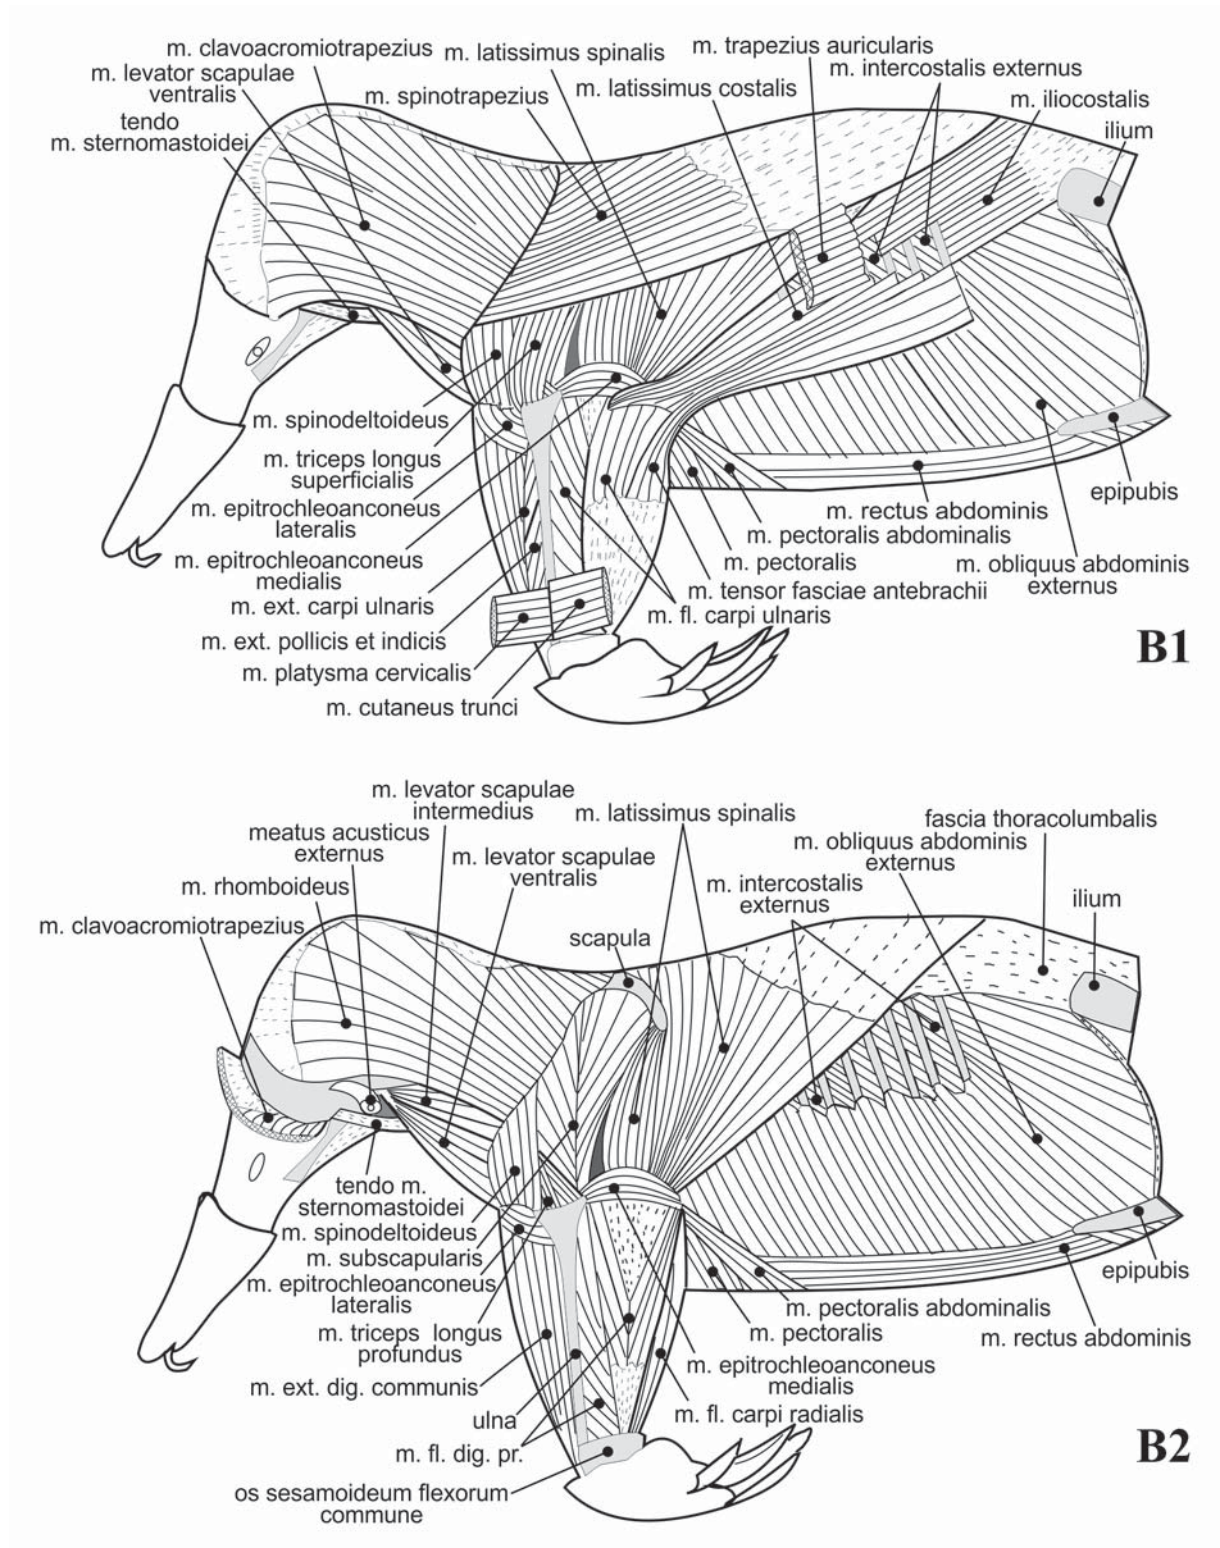 m. clavoacromiotrapezius
m. latissimus spinalis
m. trapezius auricularis
m. levator scapulae
ventralis
m. intercostalis externus
m. spinotrapezius
m. latissimus costalis
m. iliocostalis
tendo
m. sternomastoidei
ilium
m. spinodeltoideus
m. triceps longus
superficialis
m. epitrochleoanconeus
lateralis
m. epitrochleoanconeus
medialis
m. ext. carpi ulnaris
m. ext. pollicis et indicis
m. platysma cervicalis
m. cutaneus trunci
epipubis
m. rectus abdominis
m. pectoralis abdominalis
m. pectoralis
m. obliquus abdominis
externus
m. tensor fasciae antebrachii
m. fl. carpi ulnaris
B1
m. levator scapulae
intermedius
m. latissimus spinalis
fascia thoracolumbalis
meatus acusticus
externus
m. obliquus abdominis
externus
m. levator scapulae
ventralis
m. rhomboideus
m. intercostalis
externus
ilium
m. clavoacromiotrapezius
scapula
tendo m.
sternomastoidei
m. spinodeltoideus
m. subscapularis
m. epitrochleoanconeus
lateralis
m. triceps longus
profundus
m. ext. dig. communis
ulna
m. fl. dig. pr.
os sesamoideum flexorum
commune
epipubis
m. pectoralis abdominalis
m. pectoralis
m. rectus abdominis
m. epitrochleoanconeus
medialis
m. fl. carpi radialis
B2